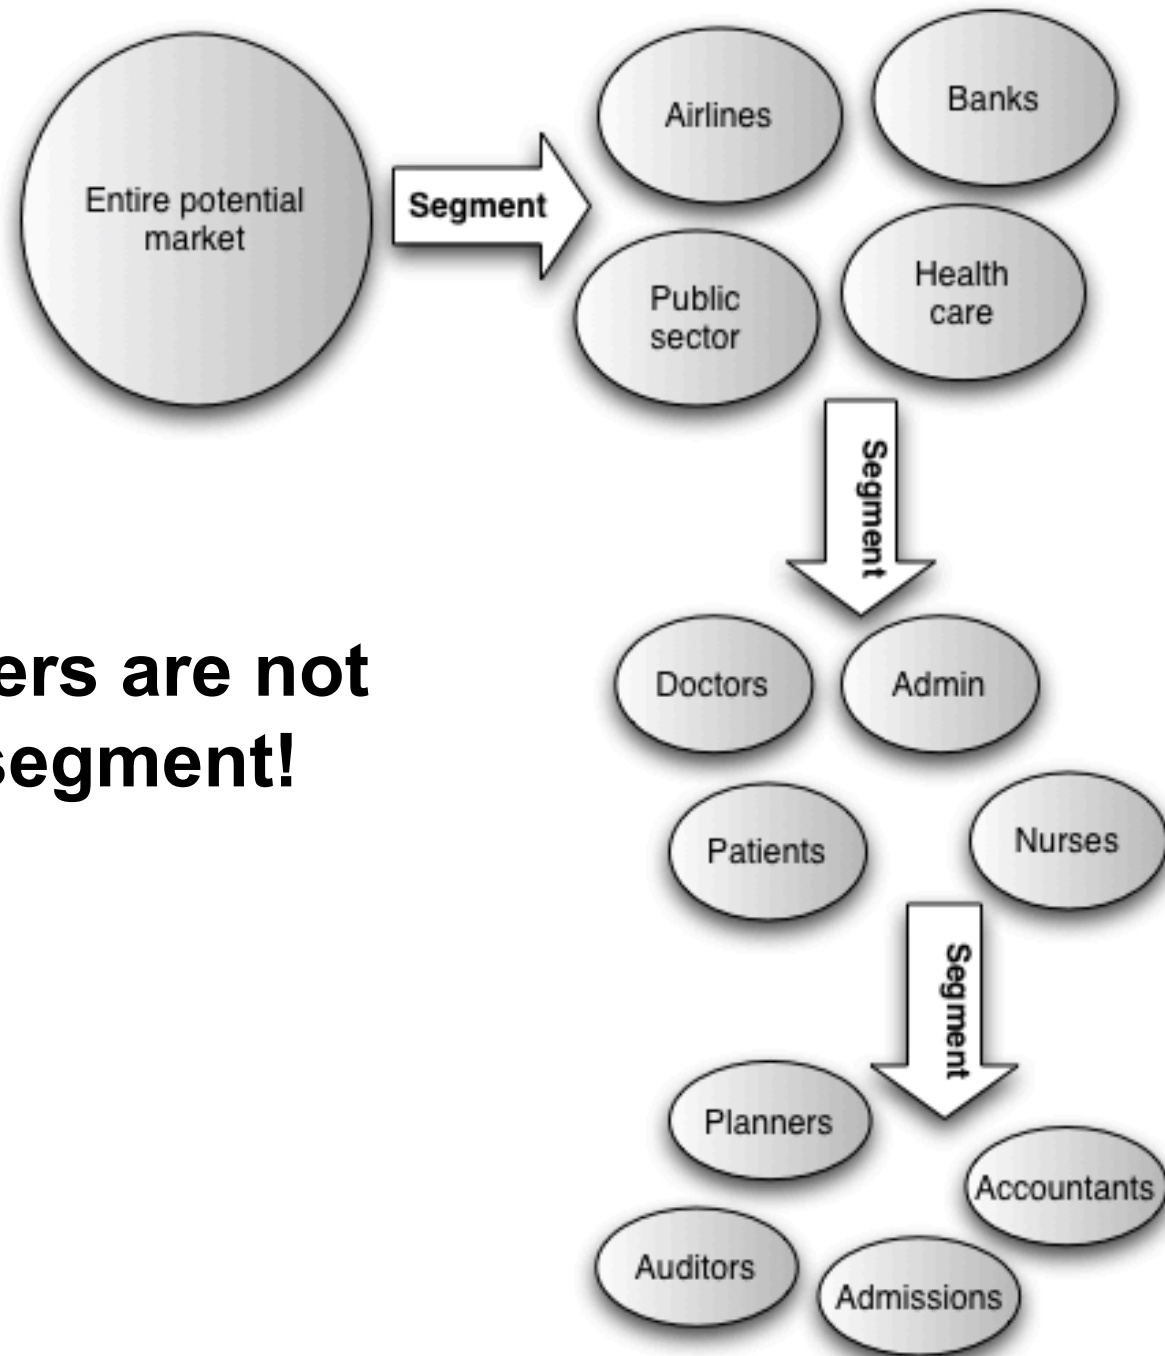 Entire potential
market
Segment
Airlines
Banks
Public
sector
Health
care
Segment
ers are not
segment!
Doctors
Admin
Patients
Nurses
Segment
Planners
Accountants
Auditors
Admissions